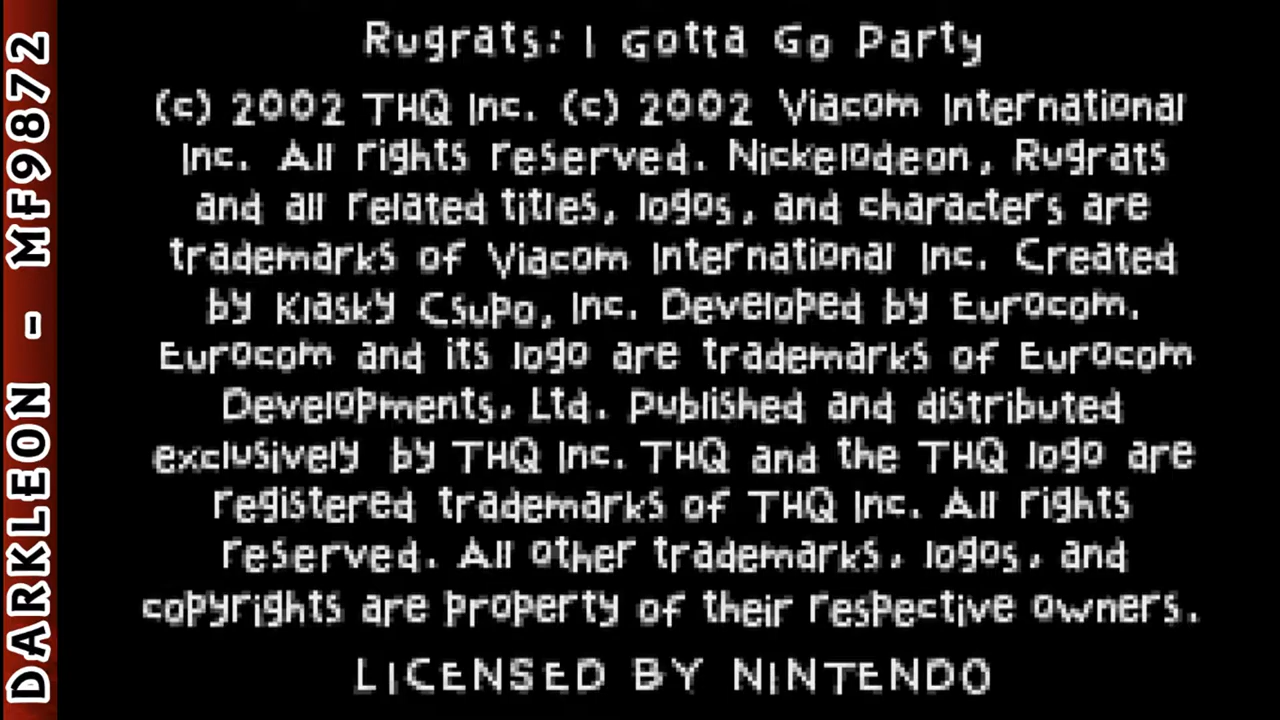 Rugrats: I Gotta Go Party
(c) 2002 THQ Inc. (c) 2002 Viacom International
Inc. All rights reserved. Nickelodeon, Rugrats
and all related titles, logos, and characters are
trademarks of Viacom International Inc. Created
by Klasky Csupo, Inc. Developed by Eurocom.
Eurocom and its logo are trademarks of Eurocom
Developments, Ltd. Published and distributed
exclusively by THQ Inc. THQ and the THQ logo are
registered trademarks of THQ Inc. All rights
reserved. All other trademarks, logos, and
copyrights are property of their respective owners.
LICENSED BY NINTENDO
DARKLEON - MF9872